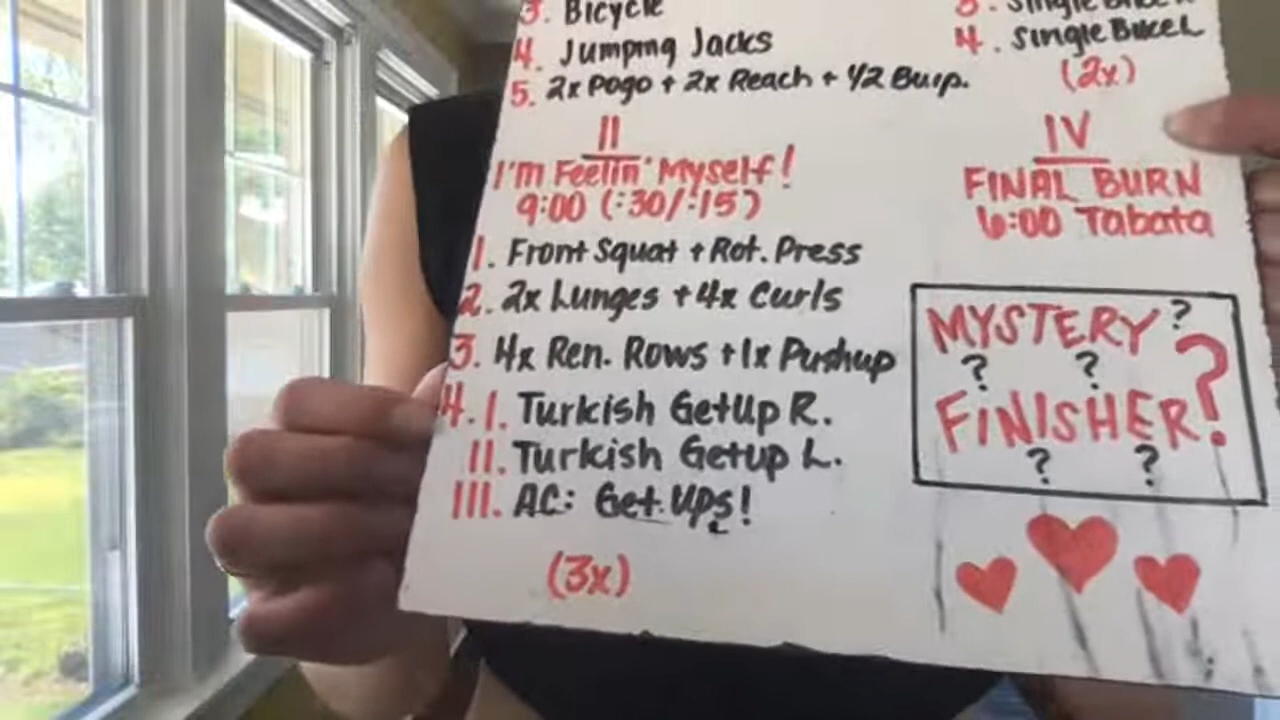 3. Bicycle
4. Jumping Jacks
5. 2x Pogo + 2x Reach + 1/2 Burp.
II
I'm Feelin' Myself!
9:00 (:30/:15)
1. Front Squat + Rot. Press
2. 2x Lunges + 4x Curls
3. 4x Ren. Rows + 1x Pushup
4. I. Turkish GetUp R.
II. Turkish GetUp L.
III. AC: Get Ups!
(3x)
3. Single
4. Single Bike L
(2x)
IV
FINAL BURN
6:00 Tabata
MYSTERY ?
? ? ?
FINISHER!
? ?